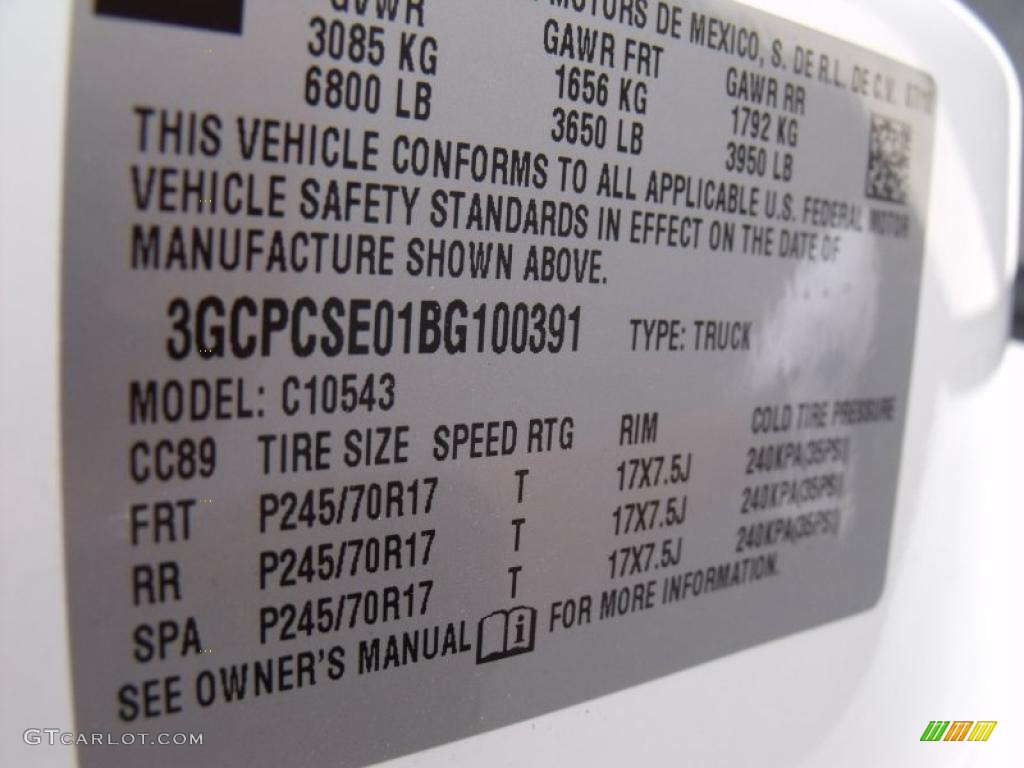 MOTORS DE MEXICO, S. DE R.L. DE C.V.
GVWR GAWR FRT GAWR RR
3085 KG 1656 KG 1792 KG
6800 LB 3650 LB 3950 LB
THIS VEHICLE CONFORMS TO ALL APPLICABLE U.S. FEDERAL MOTOR
VEHICLE SAFETY STANDARDS IN EFFECT ON THE DATE OF
MANUFACTURE SHOWN ABOVE.
3GCPCSE01BG100391 TYPE: TRUCK
MODEL: C10543
CC89 TIRE SIZE SPEED RTG RIM COLD TIRE PRESSURE
FRT P245/70R17 T 17X7.5J 240KPA(35PSI)
RR P245/70R17 T 17X7.5J 240KPA(35PSI)
SPA P245/70R17 T 17X7.5J 240KPA(35PSI)
SEE OWNER'S MANUAL i FOR MORE INFORMATION.
GTCARLOT.COM